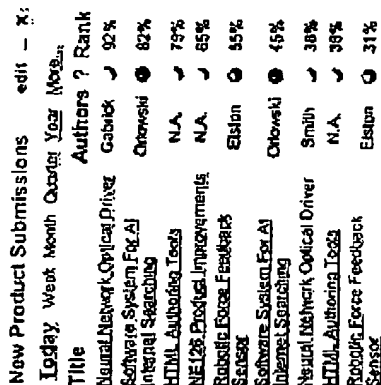 New Product Submissions edit – x
Today, Week Month Quarter Year More...
Title Authors ? Rank
Neural Network Optical Driver Gabrick 92%
Software System For AI Orlowski 82%
Internal Searching
HTML Authoring Tools N.A. 79%
NE126 Product Improvements N.A. 65%
Robotic Force Feedback Elston 55%
Sensor
Software System For AI Orlowski 45%
Internet Searching
Neural Network Optical Driver Smith 38%
HTML Authoring Tools N.A. 38%
Robotic Force Feedback Elston 31%
Sensor